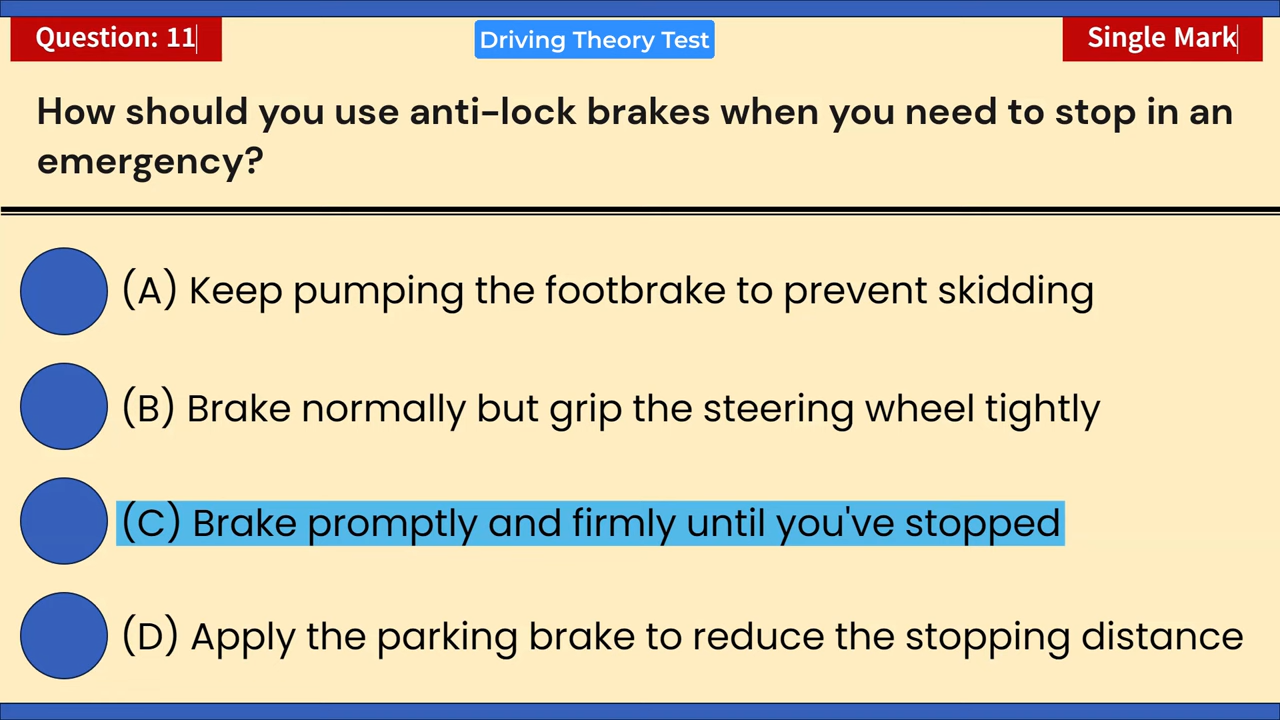 Question: 11
Driving Theory Test
Single Mark
How should you use anti-lock brakes when you need to stop in an
emergency?
(A) Keep pumping the footbrake to prevent skidding
(B) Brake normally but grip the steering wheel tightly
(C) Brake promptly and firmly until you've stopped
(D) Apply the parking brake to reduce the stopping distance